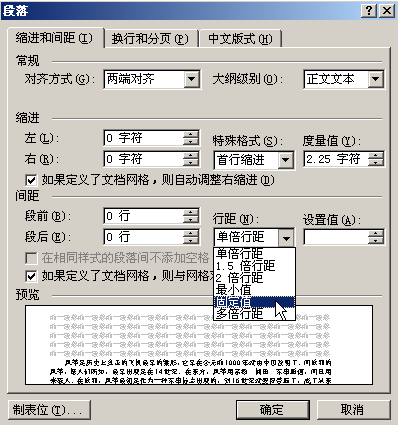 段落
缩进和间距(I) 换行和分页(P) 中文版式(H)
常规
对齐方式(G): 两端对齐 大纲级别(O): 正文文本
缩进
左(L): 0 字符 特殊格式(S): 度量值(Y):
右(R): 0 字符 首行缩进 2.25 字符
如果定义了文档网格，则自动调整右缩进(D)
间距
段前(B): 0 行 行距(N): 设置值(A):
段后(E): 0 行 单倍行距
单倍行距
1.5 倍行距
2 倍行距
最小值
固定值
多倍行距
在相同样式的段落间不添加空格
如果定义了文档网格，则与网格
预览
制表位(T)... 确定 取消